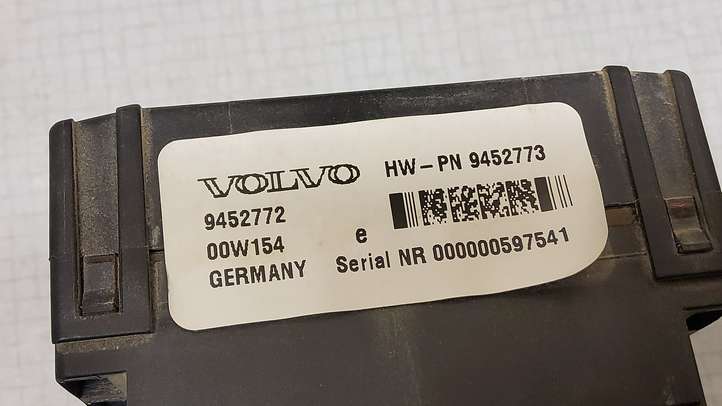 VOLVO
9452772
00W154
GERMANY
HW-PN 9452773
e
Serial NR 000000597541